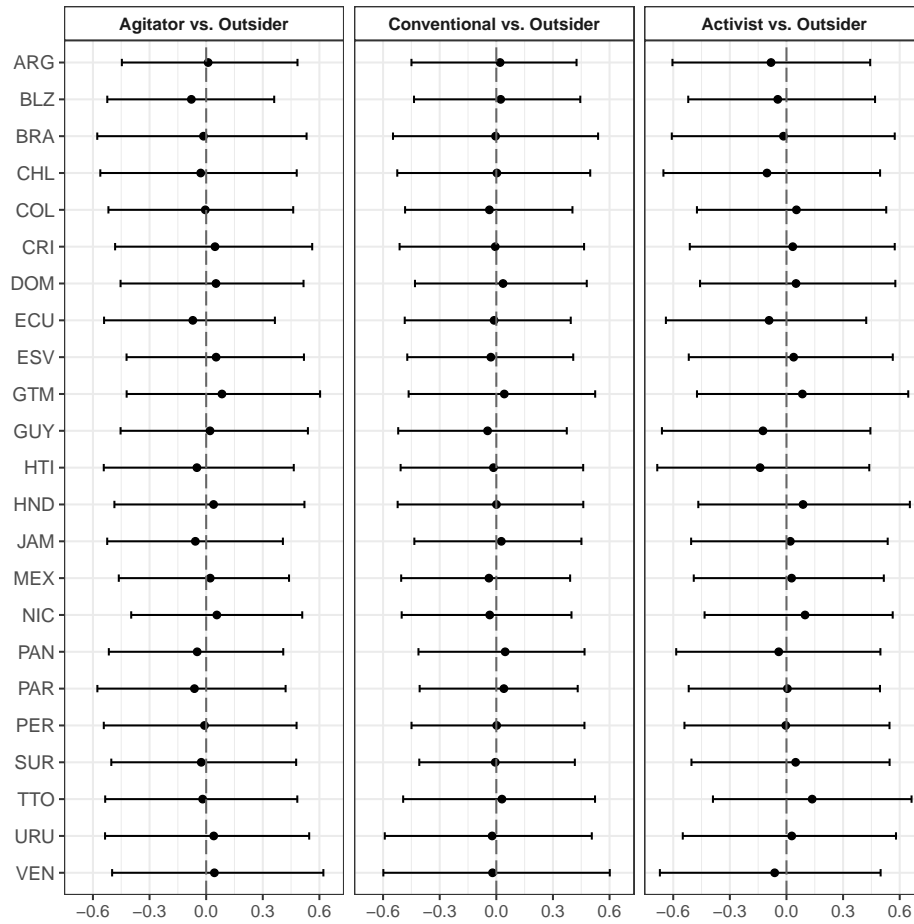 Agitator vs. Outsider Conventional vs. Outsider Activist vs. Outsider
ARG
BLZ
BRA
CHL
COL
CRI
DOM
ECU
ESV
GTM
GUY
HTI
HND
JAM
MEX
NIC
PAN
PAR
PER
SUR
TTO
URU
VEN
−0.6 −0.3 0.0 0.3 0.6 −0.6 −0.3 0.0 0.3 0.6 −0.6 −0.3 0.0 0.3 0.6